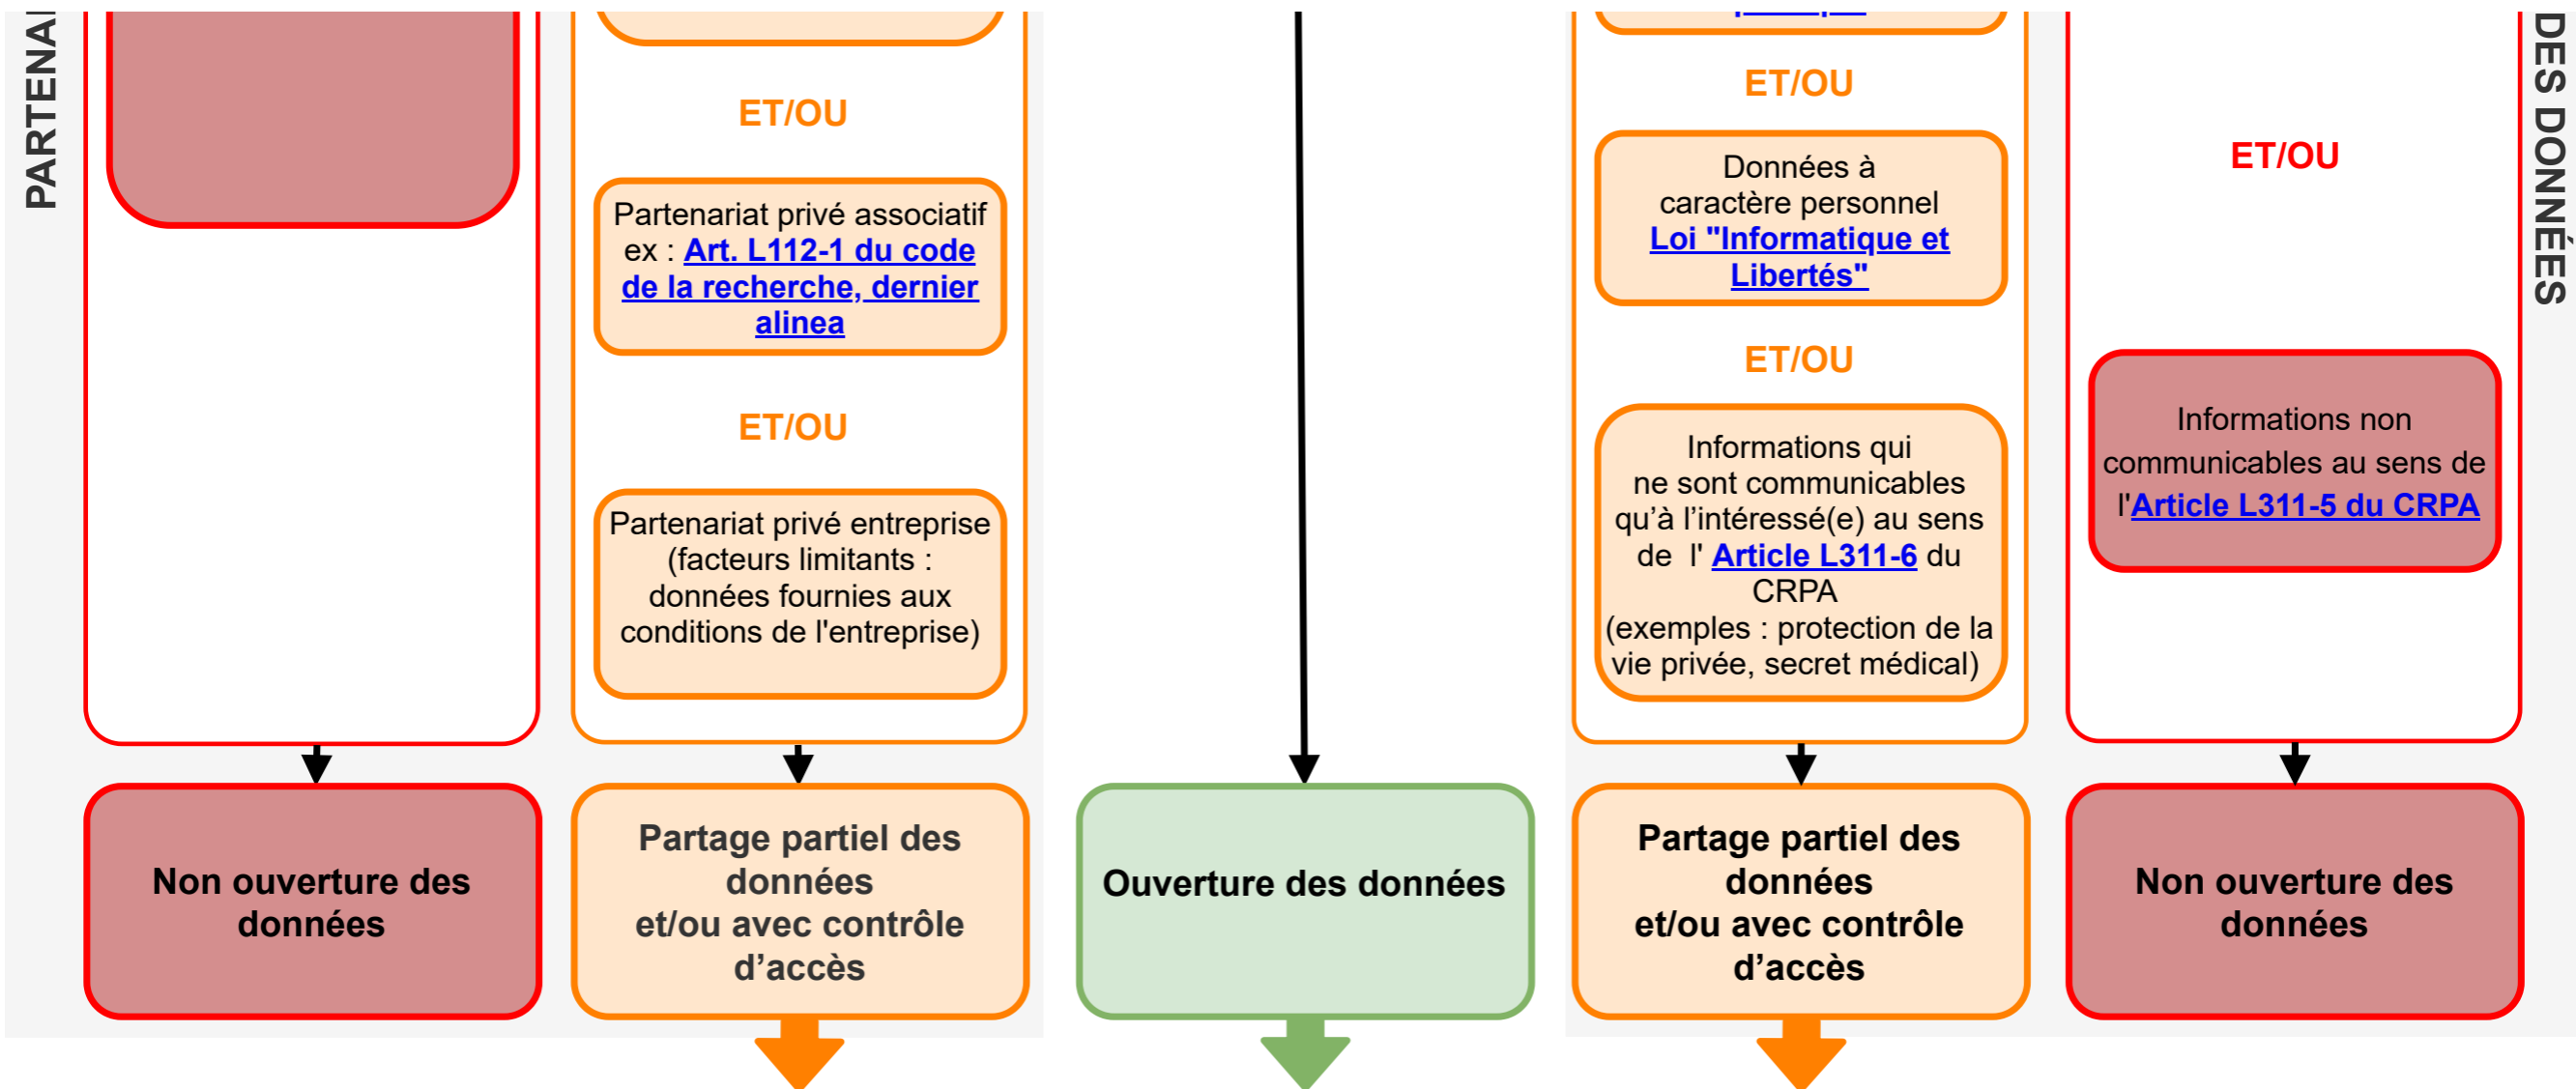 ET/OU
Partenariat privé associatif
ex : Art. L112-1 du code
de la recherche, dernier
alinea
ET/OU
Partenariat privé entreprise
(facteurs limitants :
données fournies aux
conditions de l'entreprise)
ET/OU
Données à
caractère personnel
Loi "Informatique et
Libertés"
ET/OU
Informations qui
ne sont communicables
qu’à l’intéressé(e) au sens
de l' Article L311-6 du
CRPA
(exemples : protection de la
vie privée, secret médical)
ET/OU
Informations non
communicables au sens de
l'Article L311-5 du CRPA
DES DONNÉES
Non ouverture des
données
Partage partiel des
données
et/ou avec contrôle
d’accès
Ouverture des données
Partage partiel des
données
et/ou avec contrôle
d’accès
Non ouverture des
données